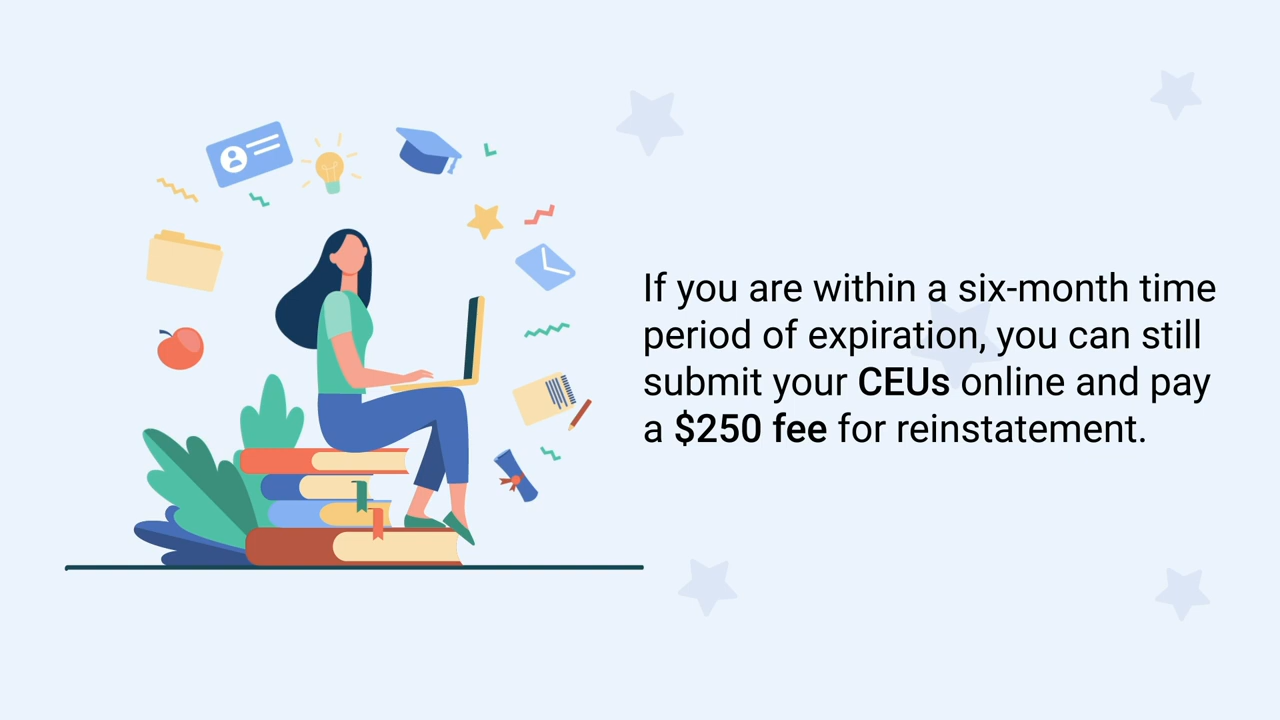 If you are within a six-month time
period of expiration, you can still
submit your CEUs online and pay
a $250 fee for reinstatement.